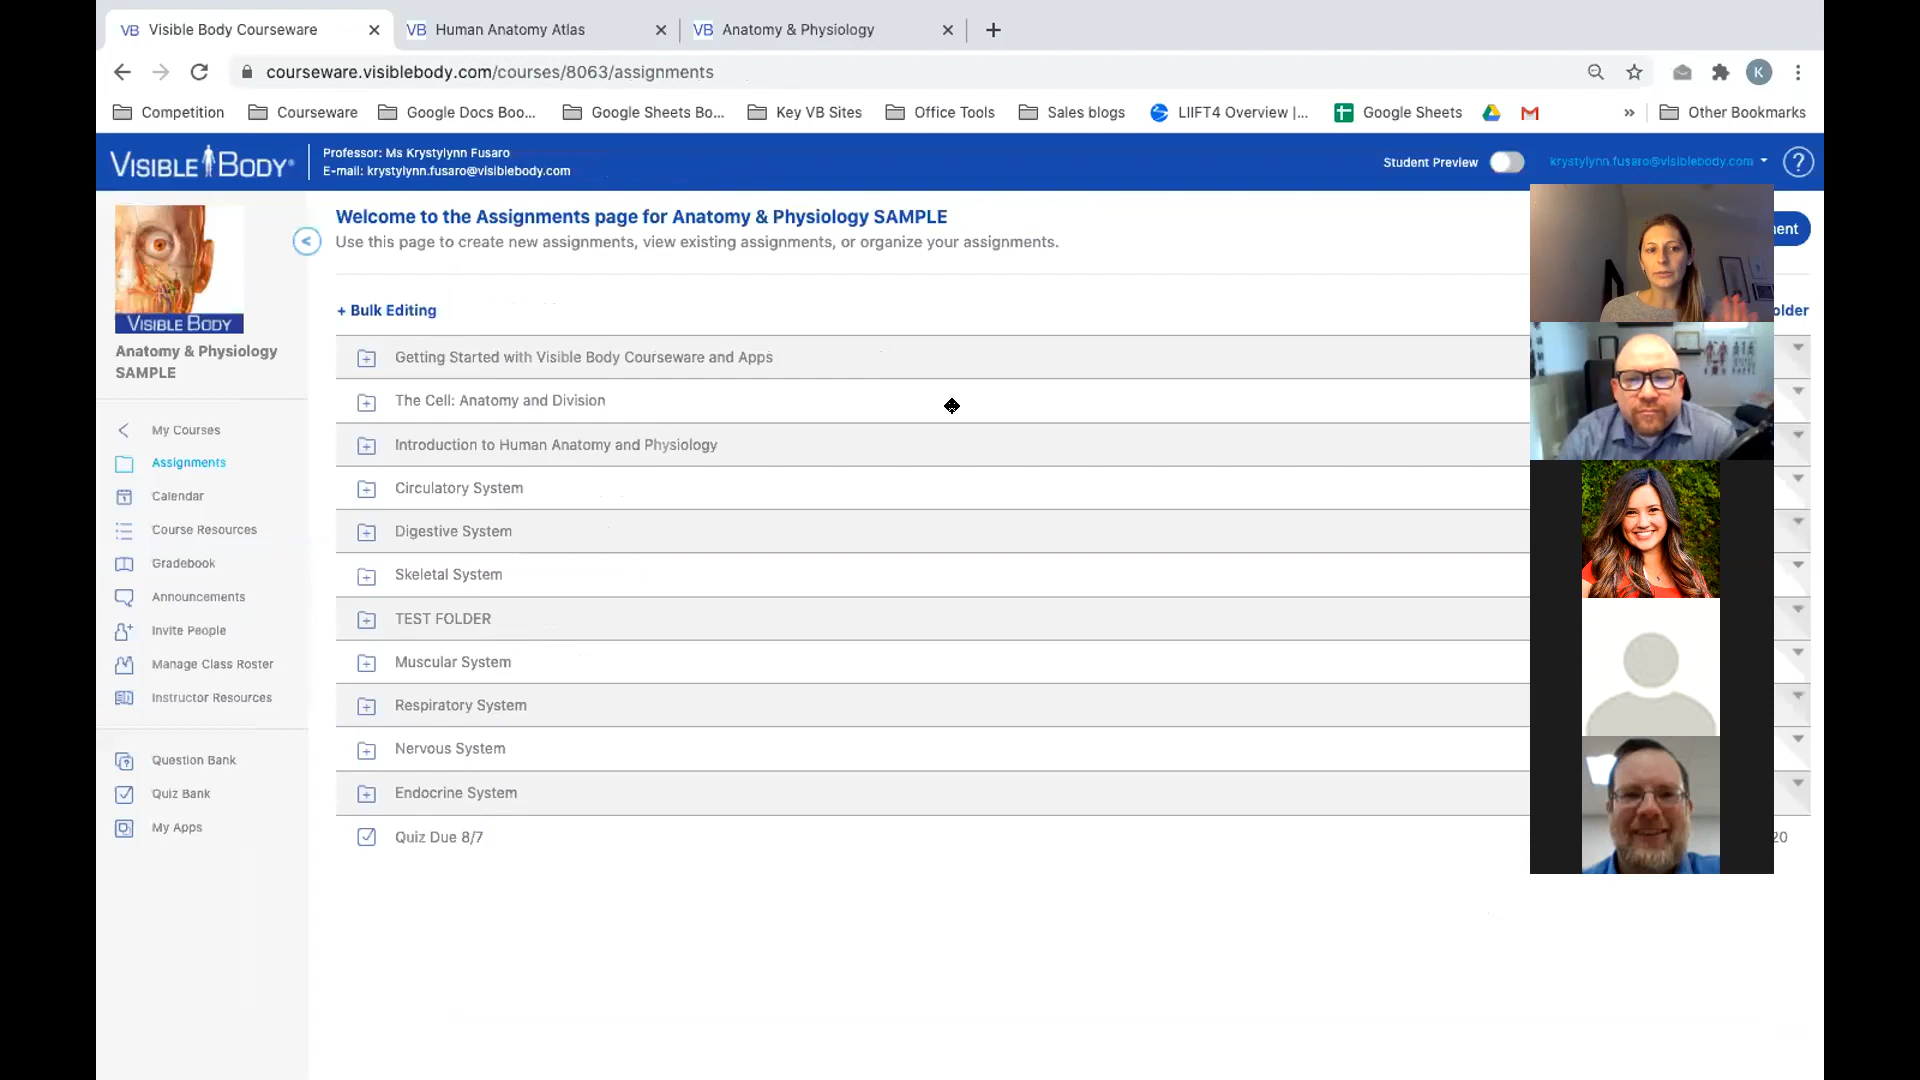 VB Visible Body Courseware
VB Human Anatomy Atlas
VB Anatomy & Physiology
courseware.visiblebody.com/courses/8063/assignments
K
Competition
Courseware
Google Docs Boo...
Google Sheets Bo...
Key VB Sites
Office Tools
Sales blogs
LIIFT4 Overview |...
Google Sheets
Other Bookmarks
VISIBLE BODY®
Professor: Ms Krystylynn Fusaro
E-mail: krystylynn.fusaro@visiblebody.com
Student Preview
krystylynn.fusaro@visiblebody.com
?
VISIBLE BODY
Anatomy & Physiology
SAMPLE
My Courses
Assignments
Calendar
Course Resources
Gradebook
Announcements
Invite People
Manage Class Roster
Instructor Resources
Question Bank
Quiz Bank
My Apps
Welcome to the Assignments page for Anatomy & Physiology SAMPLE
Use this page to create new assignments, view existing assignments, or organize your assignments.
ent
+ Bulk Editing
older
Getting Started with Visible Body Courseware and Apps
The Cell: Anatomy and Division
Introduction to Human Anatomy and Physiology
Circulatory System
Digestive System
Skeletal System
TEST FOLDER
Muscular System
Respiratory System
Nervous System
Endocrine System
Quiz Due 8/7
20